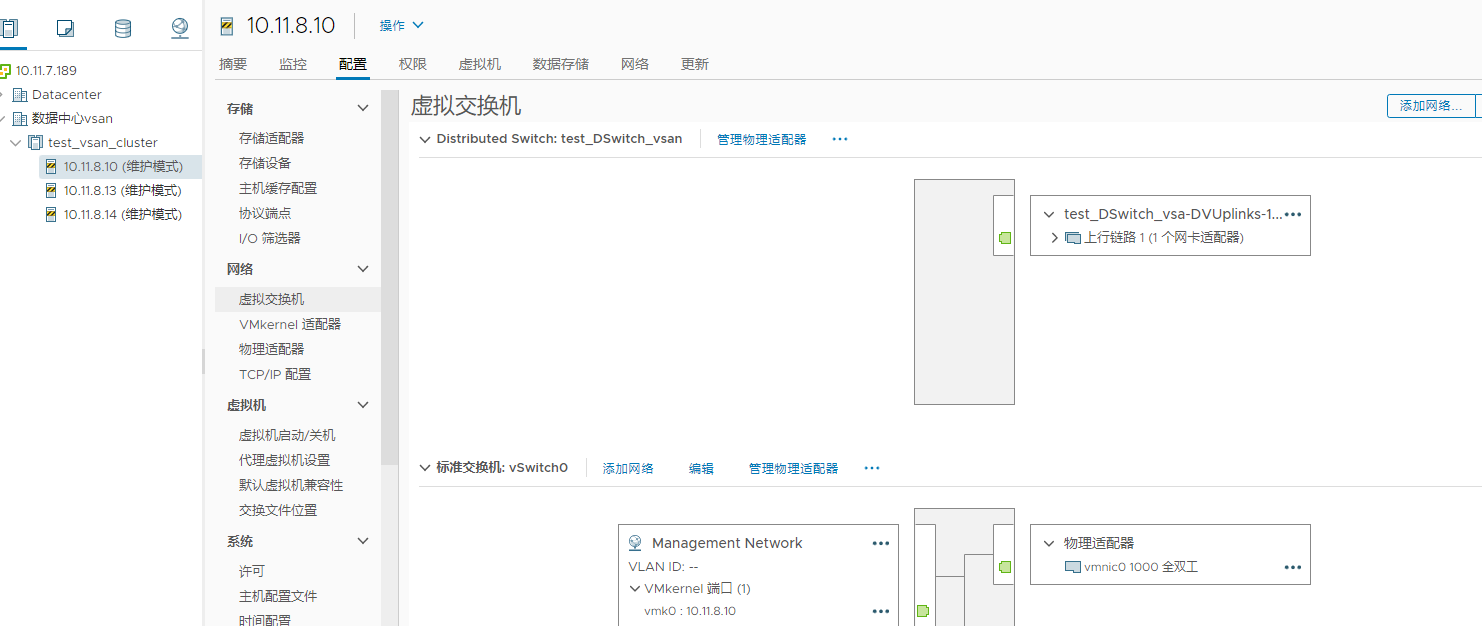 10.11.8.10
操作
摘要 监控 配置 权限 虚拟机 数据存储 网络 更新
10.11.7.189
Datacenter
数据中心vsan
test_vsan_cluster
10.11.8.10 (维护模式)
10.11.8.13 (维护模式)
10.11.8.14 (维护模式)
存储
存储适配器
存储设备
主机缓存配置
协议端点
I/O 筛选器
网络
虚拟交换机
VMkernel 适配器
物理适配器
TCP/IP 配置
虚拟机
虚拟机启动/关机
代理虚拟机设置
默认虚拟机兼容性
交换文件位置
系统
许可
主机配置文件
时间配置
虚拟交换机
添加网络...
Distributed Switch: test_DSwitch_vsan 管理物理适配器 ...
test_DSwitch_vsa-DVUplinks-1... ...
上行链路 1 (1 个网卡适配器)
标准交换机: vSwitch0 添加网络 编辑 管理物理适配器 ...
Management Network ...
VLAN ID: --
VMkernel 端口 (1)
vmk0 : 10.11.8.10 ...
物理适配器
vmnic0 1000 全双工 ...